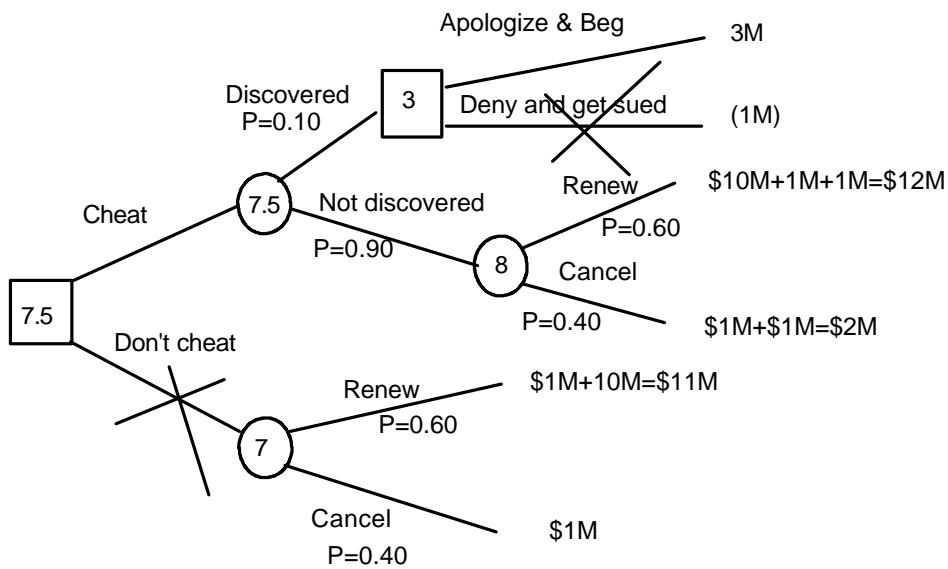 Apologize & Beg
3M
Discovered
P=0.10
3
Deny and get sued
(1M)
Renew
$10M+1M+1M=$12M
Cheat
7.5
Not discovered
P=0.90
P=0.60
8
Cancel
7.5
P=0.40
$1M+$1M=$2M
Don't cheat
Renew
$1M+10M=$11M
P=0.60
7
Cancel
$1M
P=0.40